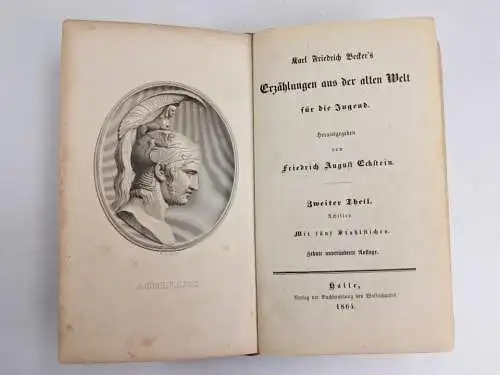 Karl Friedrich Becker's
Erzählungen aus der alten Welt
für die Jugend.
Herausgegeben
von
Friedrich August Eckstein.
Zweiter Theil.
Achilles.
Mit fünf Stahlstichen.
Zehnte unveränderte Auflage.
Halle,
Verlag der Buchhandlung des Waisenhauses
1864.